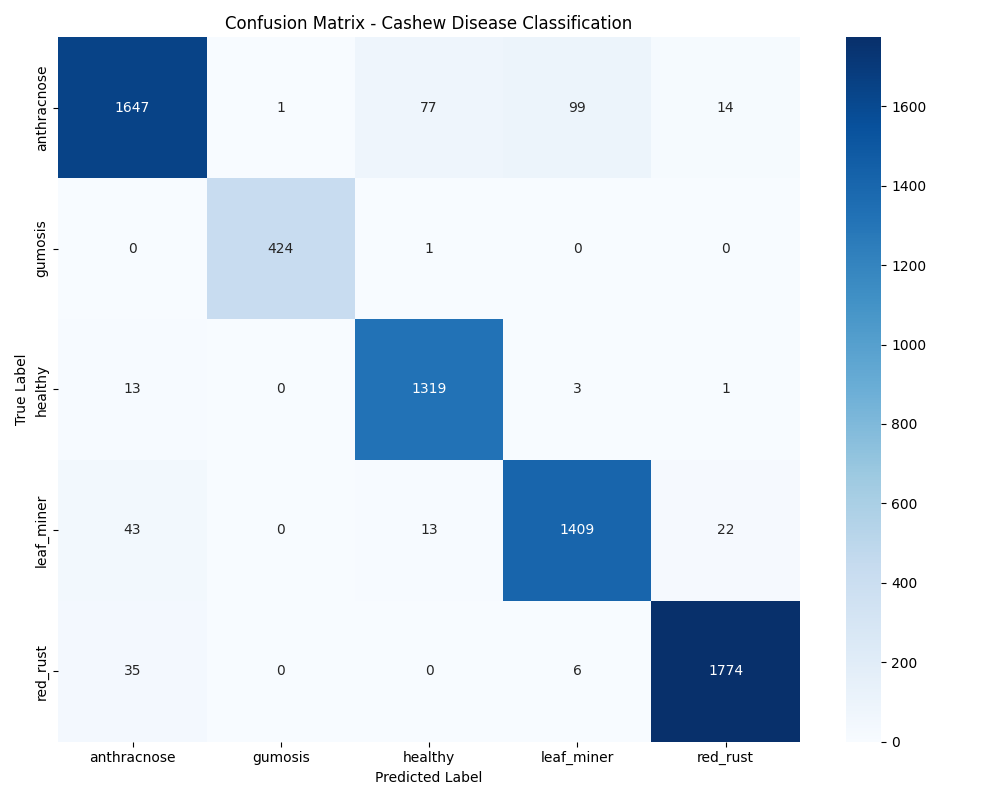 Confusion Matrix - Cashew Disease Classification
True Label
anthracnose 1647 1 77 99 14
gumosis 0 424 1 0 0
healthy 13 0 1319 3 1
leaf_miner 43 0 13 1409 22
red_rust 35 0 0 6 1774
anthracnose gumosis healthy leaf_miner red_rust
Predicted Label
1600
1400
1200
1000
800
600
400
200
0